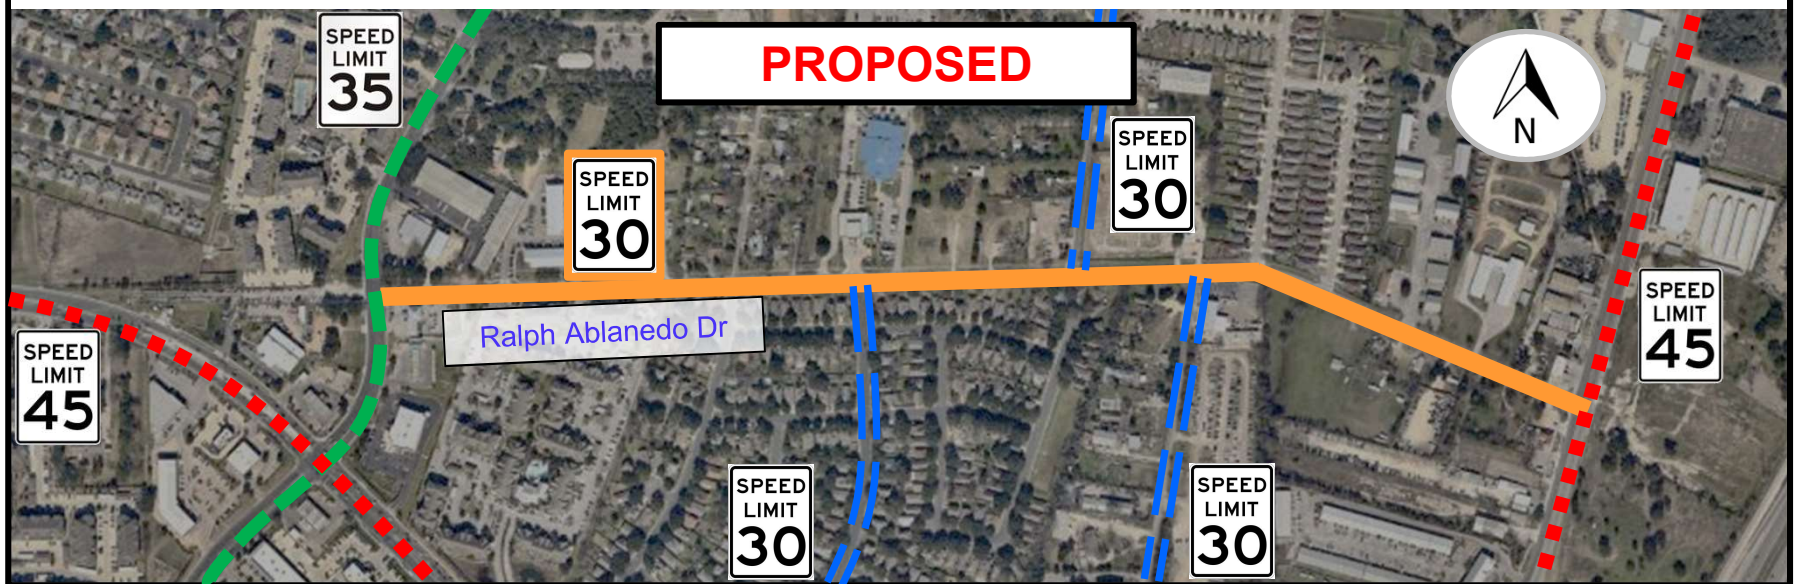 PROPOSED
N
SPEED
LIMIT
35
SPEED
LIMIT
30
SPEED
LIMIT
30
SPEED
LIMIT
45
Ralph Ablanedo Dr
SPEED
LIMIT
45
SPEED
LIMIT
30
SPEED
LIMIT
30